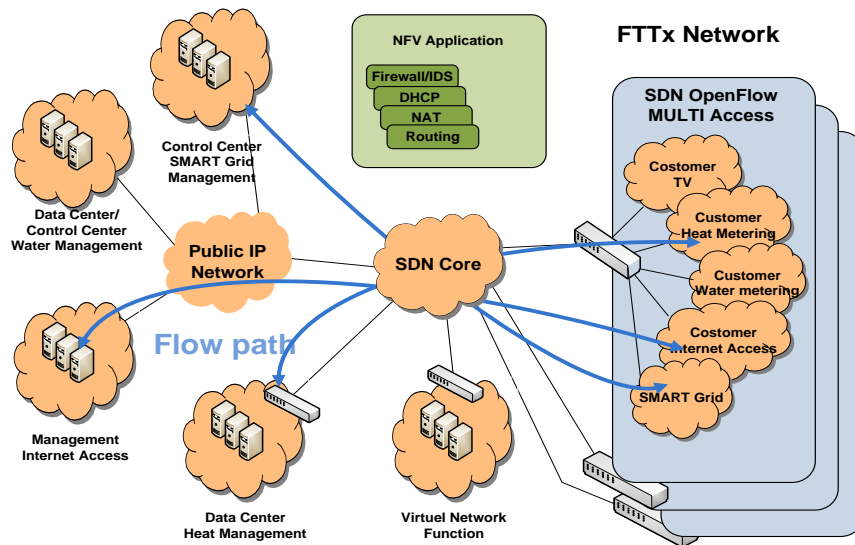 NFV Application
Firewall/IDS
DHCP
NAT
Routing
FTTx Network
SDN OpenFlow
MULTI Access
Costomer
TV
Customer
Heat Metering
Customer
Water metering
Costomer
Internet Access
SMART Grid
Control Center
SMART Grid
Management
Data Center/
Control Center
Water Management
Public IP
Network
SDN Core
Flow path
Management
Internet Access
Data Center
Heat Management
Virtuel Network
Function